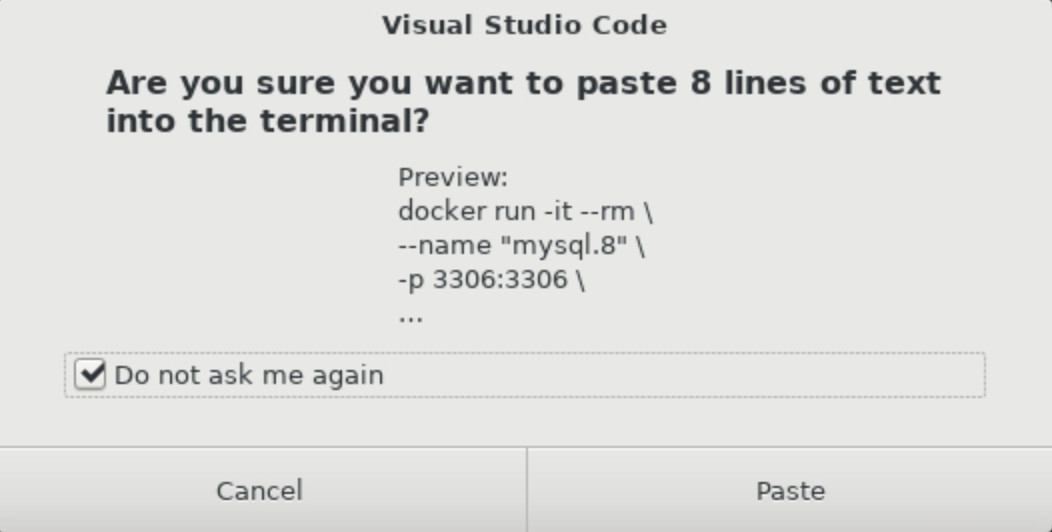 Visual Studio Code
Are you sure you want to paste 8 lines of text
into the terminal?
Preview:
docker run -it --rm \
--name "mysql.8" \
-p 3306:3306 \
...
Do not ask me again
Cancel
Paste